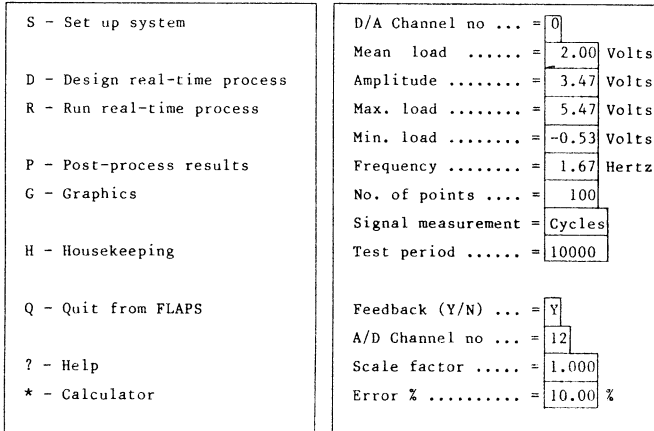 S - Set up system
D - Design real-time process
R - Run real-time process
P - Post-process results
G - Graphics
H - Housekeeping
Q - Quit from FLAPS
? - Help
* - Calculator
D/A Channel no ... = 0
Mean load ...... = 2.00 Volts
Amplitude ........ = 3.47 Volts
Max. load ........ = 5.47 Volts
Min. load ........ = -0.53 Volts
Frequency ........ = 1.67 Hertz
No. of points .... = 100
Signal measurement = Cycles
Test period ...... = 10000
Feedback (Y/N) ... = Y
A/D Channel no ... = 12
Scale factor ..... = 1.000
Error % .......... = 10.00 %